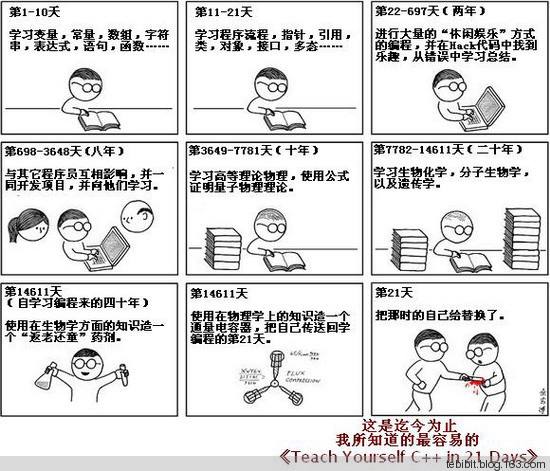 第1-10天
学习变量，常量，数组，字符
串，表达式，语句，函数……
第11-21天
学习程序流程，指针，引用，
类，对象，接口，多态……
第22-697天（两年）
进行大量的“休闲娱乐”方式
的编程，并在Hack代码中找到
乐趣，从错误中学习总结。
第698-3648天（八年）
与其它程序员互相影响，并一
同开发项目，并向他们学习。
第3649-7781天（十年）
学习高等理论物理，使用公式
证明量子物理理论。
第7782-14611天（二十年）
学习生物化学，分子生物学，
以及遗传学。
第14611天
（自学习编程来的四十年）
使用在生物学方面的知识造一
个“返老还童”药剂。
第14611天
使用在物理学上的知识造一个
通量电容器，把自己传送回学
编程的第21天。
FLUX
COMPRESSION
第21天
把那时的自己给替换了。
这是迄今为止
我所知道的最容易的
《Teach Yourself C++ in 21 Days》
tebibit.blog.163.com